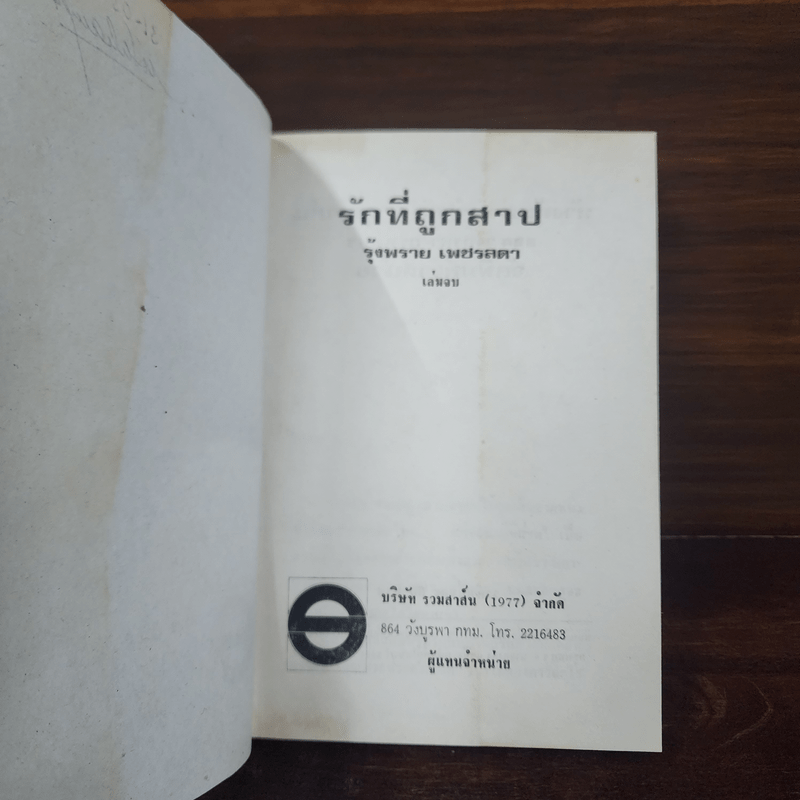 รักที่ถูกสาป
รุ้งพราย เพชรลดา
เล่มจบ
บริษัท รวมสาส์น (1977) จำกัด
864 วังบูรพา กทม. โทร. 2216483
ผู้แทนจำหน่าย